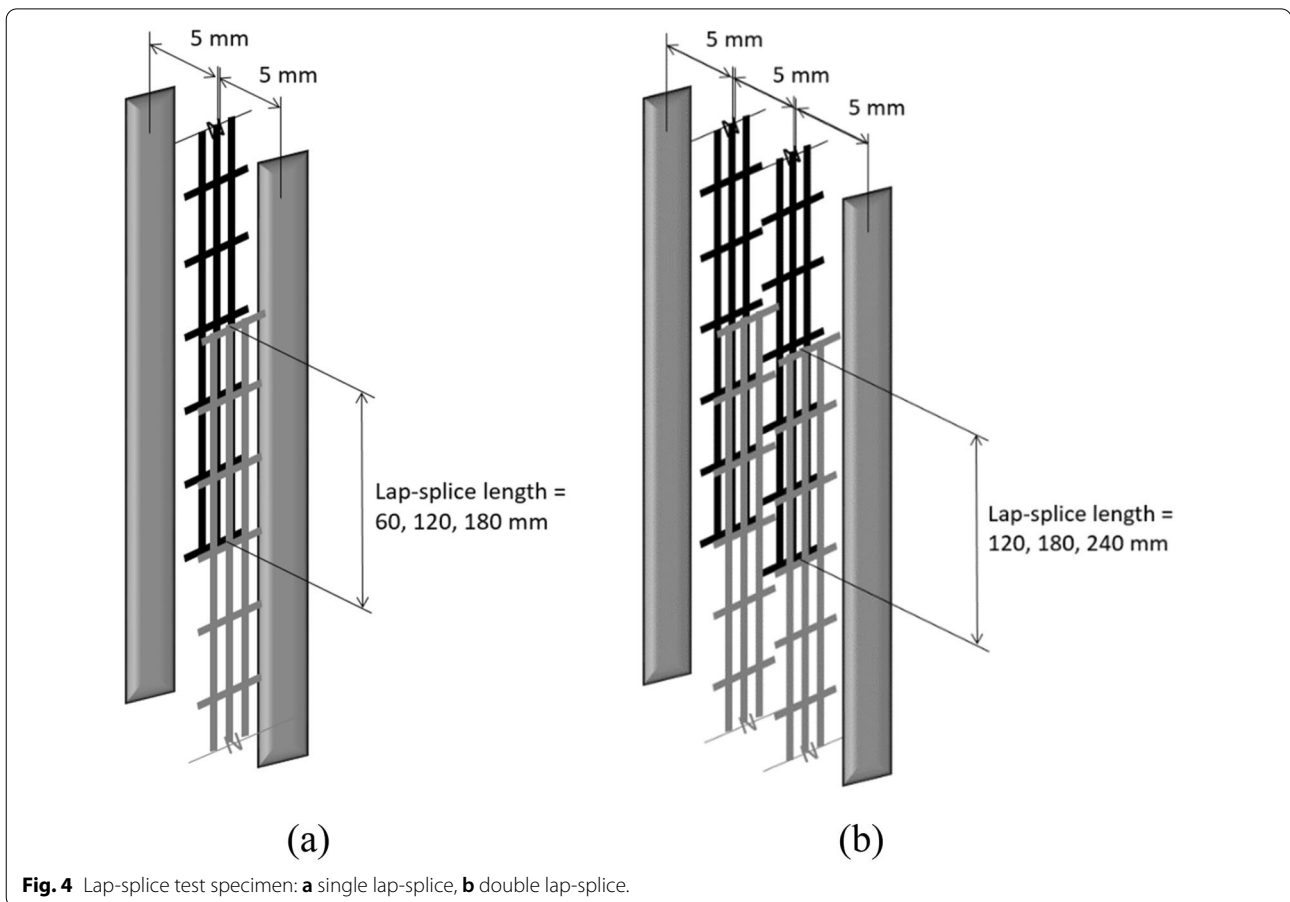 5 mm
5 mm
5 mm
5 mm
5 mm
Lap-splice length =
60, 120, 180 mm
Lap-splice length =
120, 180, 240 mm
(a)
(b)
Fig. 4 Lap-splice test specimen: a single lap-splice, b double lap-splice.